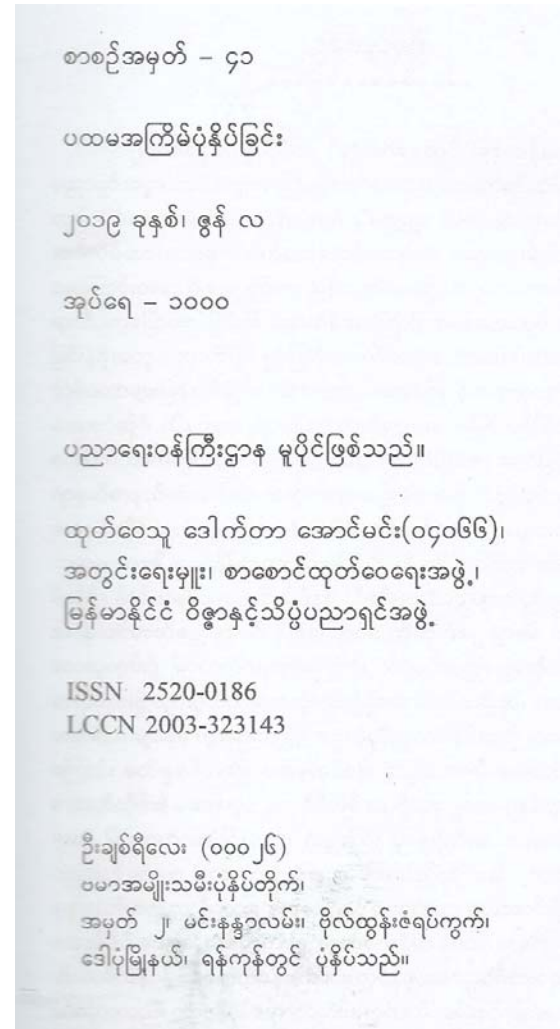 စာစဉ်အမှတ် – ၄၁
ပထမအကြိမ်ပုံနှိပ်ခြင်း
၂၀၁၉ ခုနှစ်၊ ဇွန် လ
အုပ်ရေ – ၁၀၀၀
ပညာရေးဝန်ကြီးဌာန မူပိုင်ဖြစ်သည်။
ထုတ်ဝေသူ ဒေါက်တာ အောင်မင်း(၀၄၀၆၆)၊
အတွင်းရေးမှူး၊ စာစောင်ထုတ်ဝေရေးအဖွဲ့၊
မြန်မာနိုင်ငံ ဝိဇ္ဇာနှင့်သိပ္ပံပညာရှင်အဖွဲ့
ISSN 2520-0186
LCCN 2003-323143
ဦးချစ်ရီလေး (၀၀၀၂၆)
ဗမာအမျိုးသမီးပုံနှိပ်တိုက်၊
အမှတ် ၂၊ မင်းနန္ဒာလမ်း၊ ဗိုလ်ထွန်းဇံရပ်ကွက်၊
ဒေါပုံမြို့နယ်၊ ရန်ကုန်တွင် ပုံနှိပ်သည်။